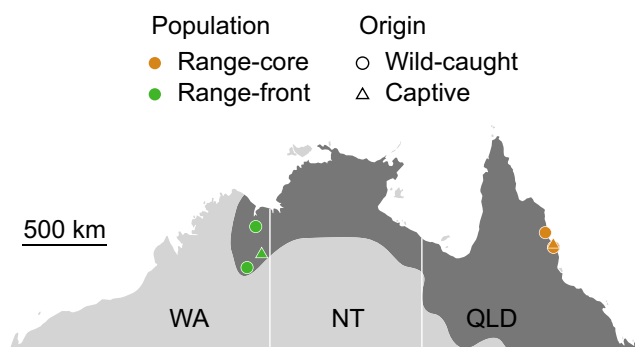 Population
Range-core
Range-front
Origin
Wild-caught
Captive
500 km
WA
NT
QLD